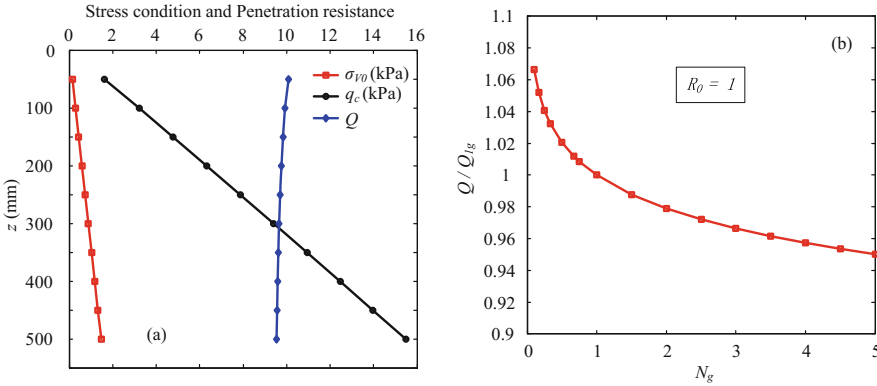 Stress condition and Penetration resistance
0 2 4 6 8 10 12 14 16
0
100
200
300
400
500
z (mm)
σV0 (kPa)
qc (kPa)
Q
(a)
1.1
1.08
1.06
1.04
1.02
1
0.98
0.96
0.94
0.92
0.9
Q / Q1g
(b)
R0 = 1
0 1 2 3 4 5
Ng